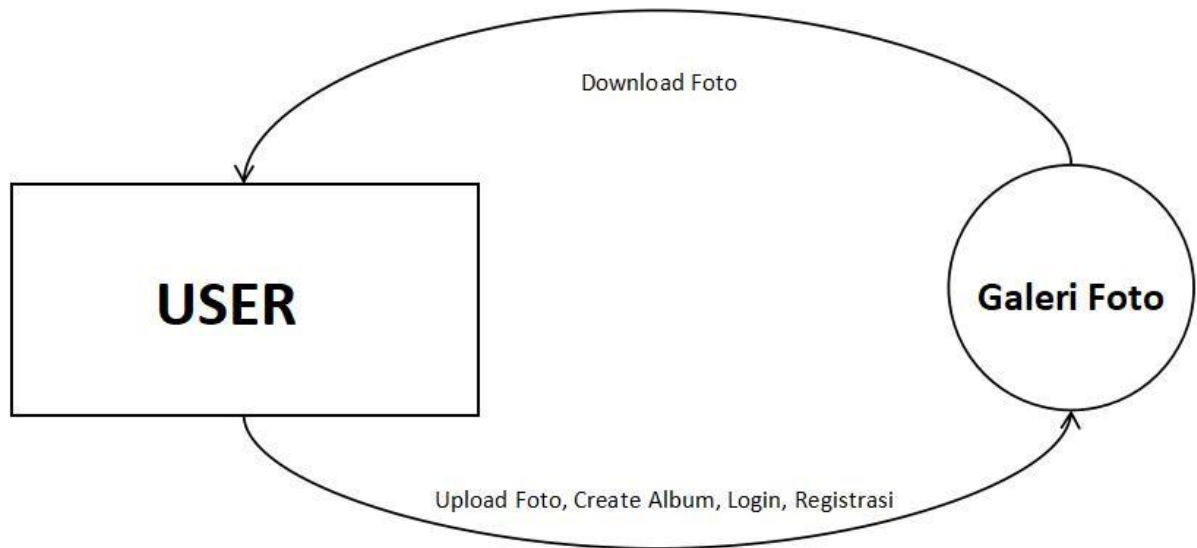 Download Foto
USER
Galeri Foto
Upload Foto, Create Album, Login, Registrasi